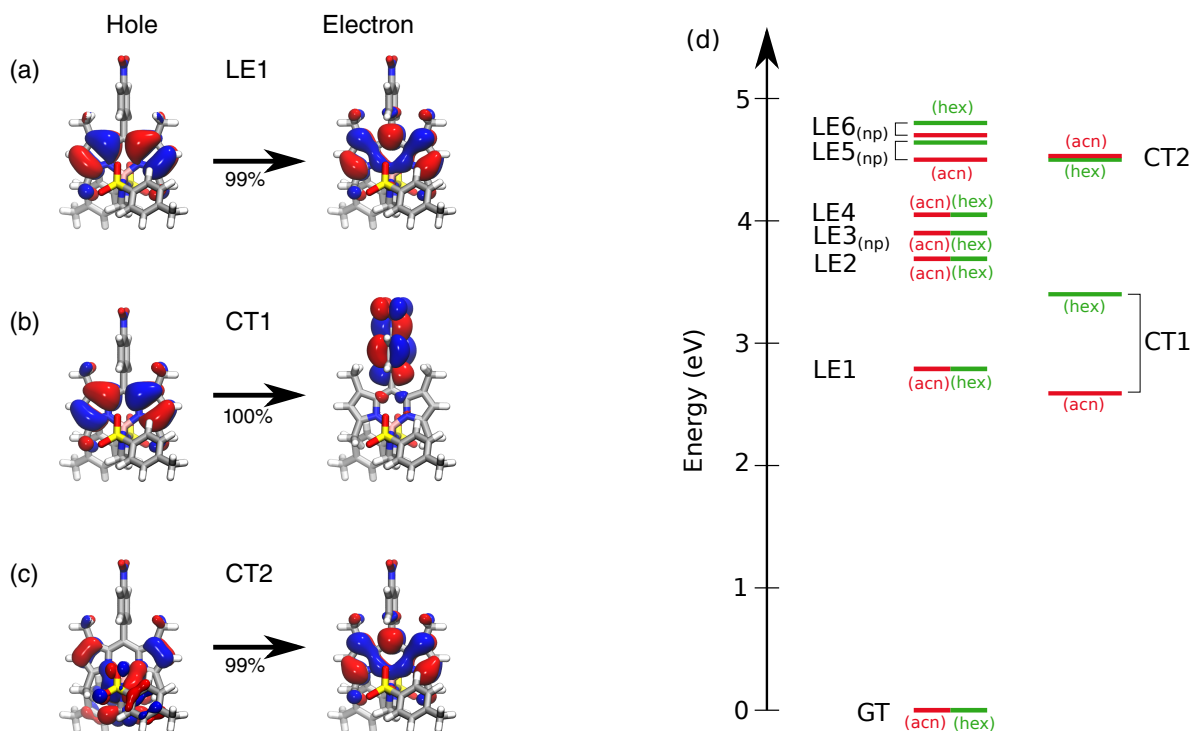 Hole
Electron
(a)
LE1
99%
(b)
CT1
100%
(c)
CT2
99%
(d)
Energy (eV)
5
4
3
2
1
0
(hex)
LE6(np)
LE5(np)
(acn)
(acn)
CT2
(hex)
(acn)(hex)
LE4
LE3(np)
(acn)(hex)
LE2
(acn)(hex)
(hex)
CT1
(acn)
LE1
(acn)(hex)
GT
(acn)(hex)